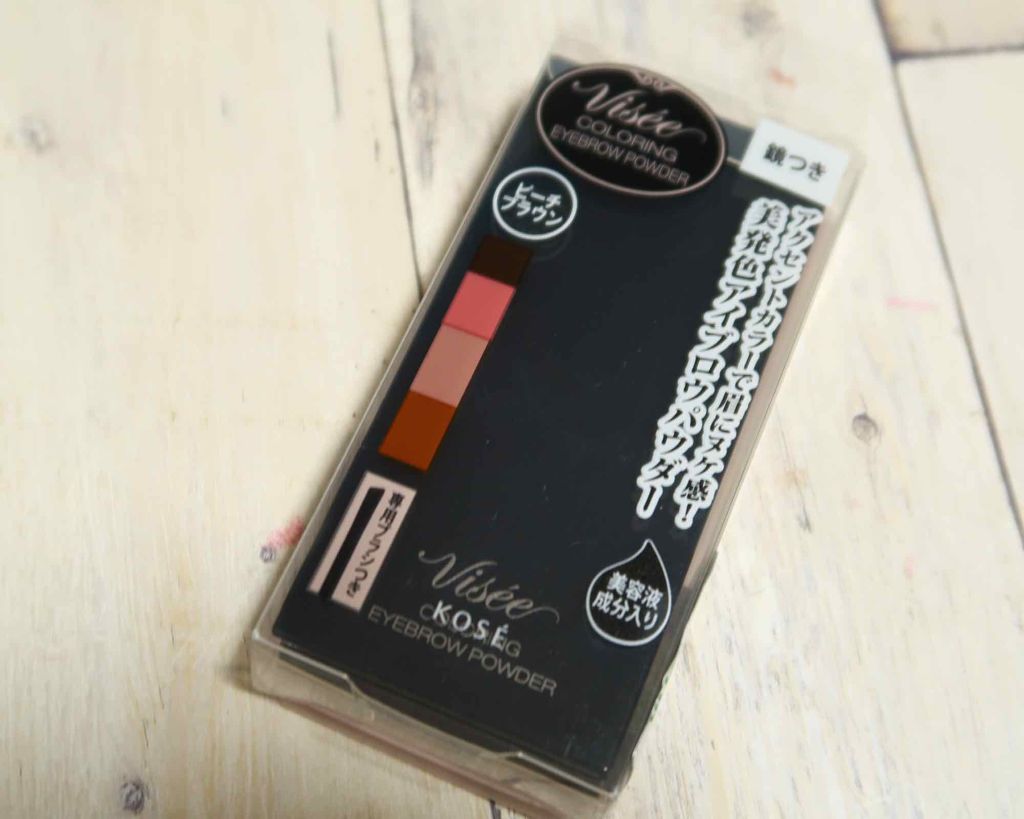 Visée
COLORING
EYEBROW POWDER
鏡つき
ピーチ
ブラウン
アクセントカラーで眉にヌケ感!
美発色アイブロウパウダー
専用ブラシつき
美容液
成分入り
Visée
COLORING
KOSÉ
EYEBROW POWDER